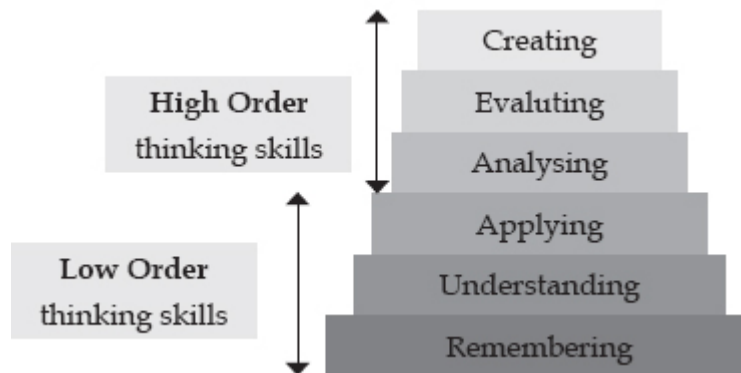 Creating
High Order
thinking skills
Evaluting
Analysing
Applying
Low Order
thinking skills
Understanding
Remembering